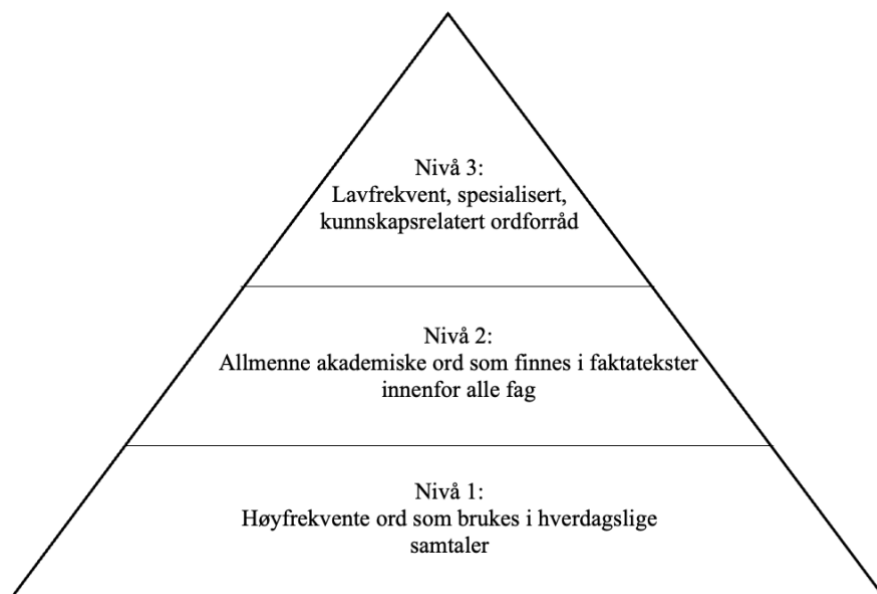 Nivå 3:
Lavfrekvent, spesialisert,
kunnskapsrelatert ordforråd
Nivå 2:
Allmenne akademiske ord som finnes i faktatekster
innenfor alle fag
Nivå 1:
Høyfrekvente ord som brukes i hverdagslige
samtaler